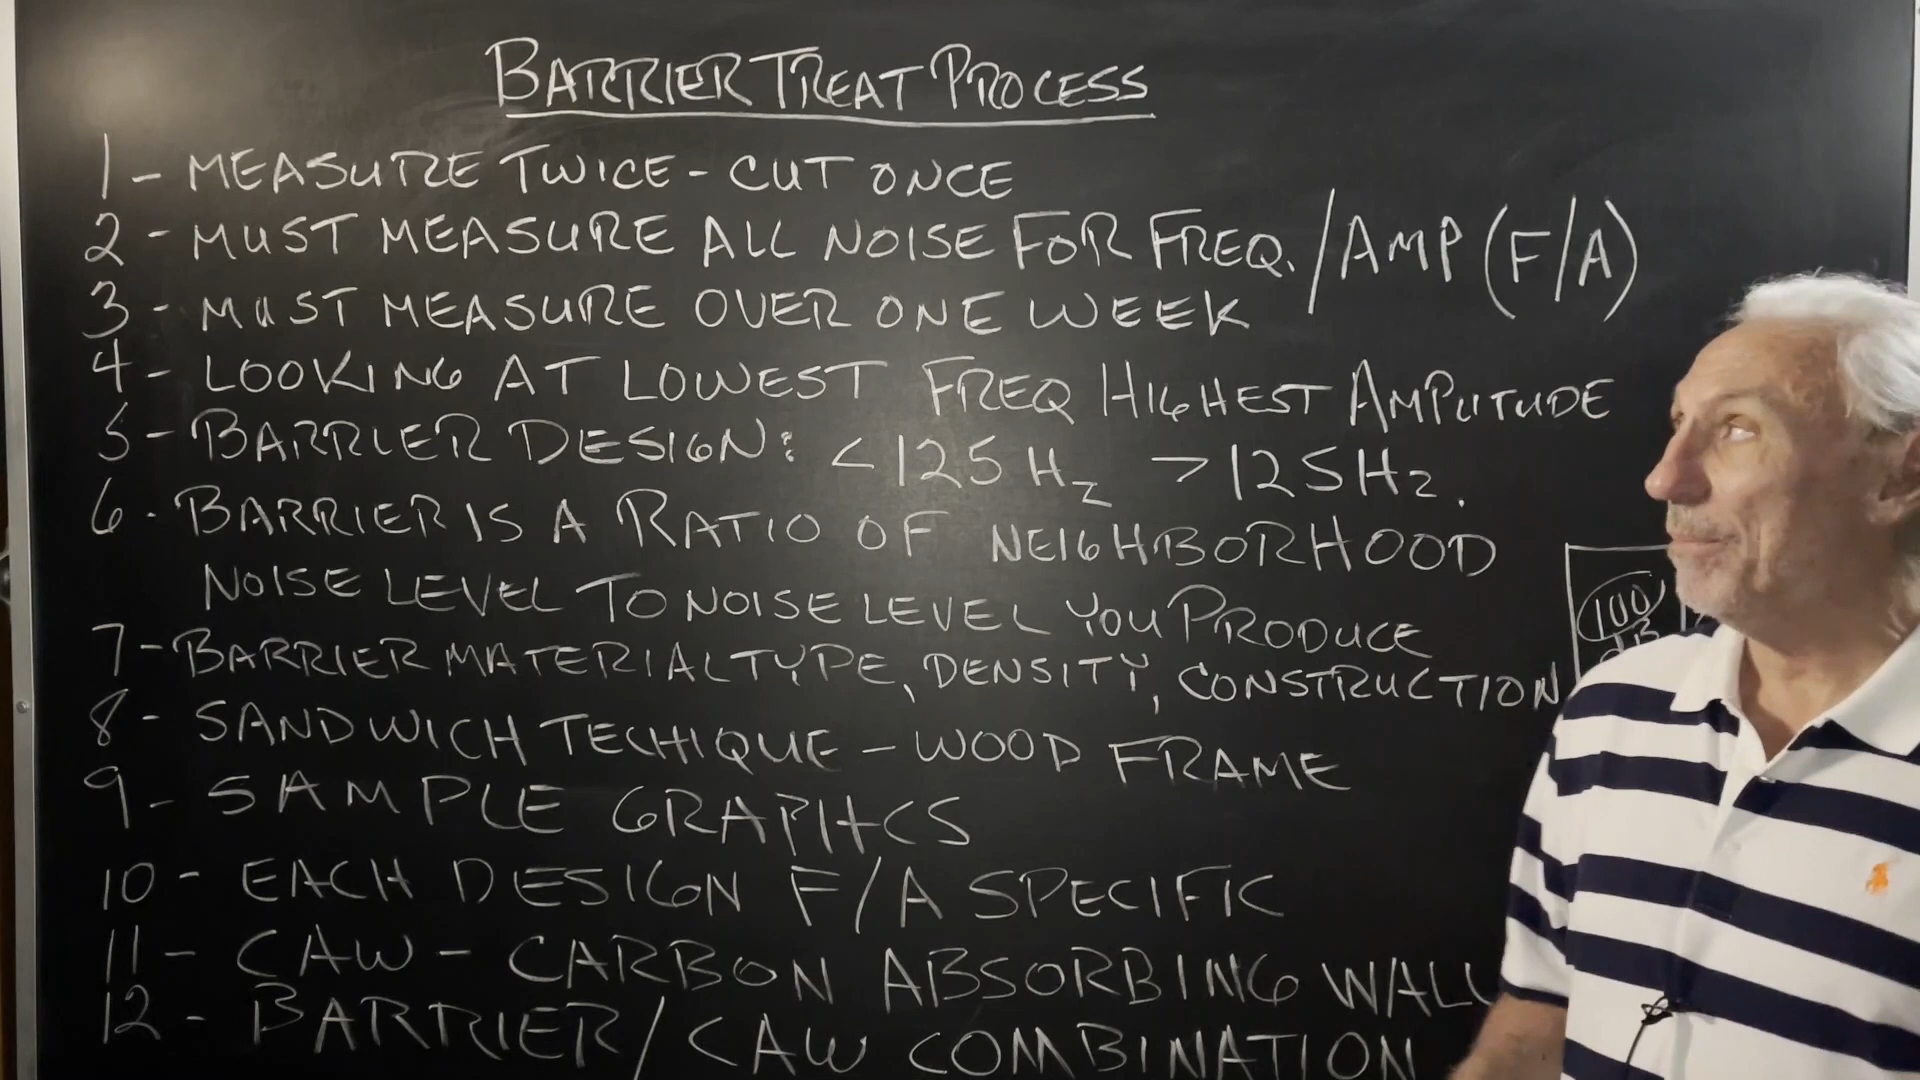 BARRIER TREAT PROCESS
1 - MEASURE TWICE - CUT ONCE
2 - MUST MEASURE ALL NOISE FOR FREQ. / AMP (F/A)
3 - MUST MEASURE OVER ONE WEEK
4 - LOOKING AT LOWEST FREQ HIGHEST AMPLITUDE
5 - BARRIER DESIGN: < 125 Hz > 125 Hz.
6 - BARRIER IS A RATIO OF NEIGHBORHOOD
NOISE LEVEL TO NOISE LEVEL YOU PRODUCE
7 - BARRIER MATERIAL TYPE, DENSITY, CONSTRUCTION
8 - SANDWICH TECHIQUE - WOOD FRAME
9 - SAMPLE GRAPHCS
10 - EACH DESIGN F/A SPECIFIC
11 - CAW - CARBON ABSORBING WALL
12 - BARRIER / CAW COMBINATION
100
dB